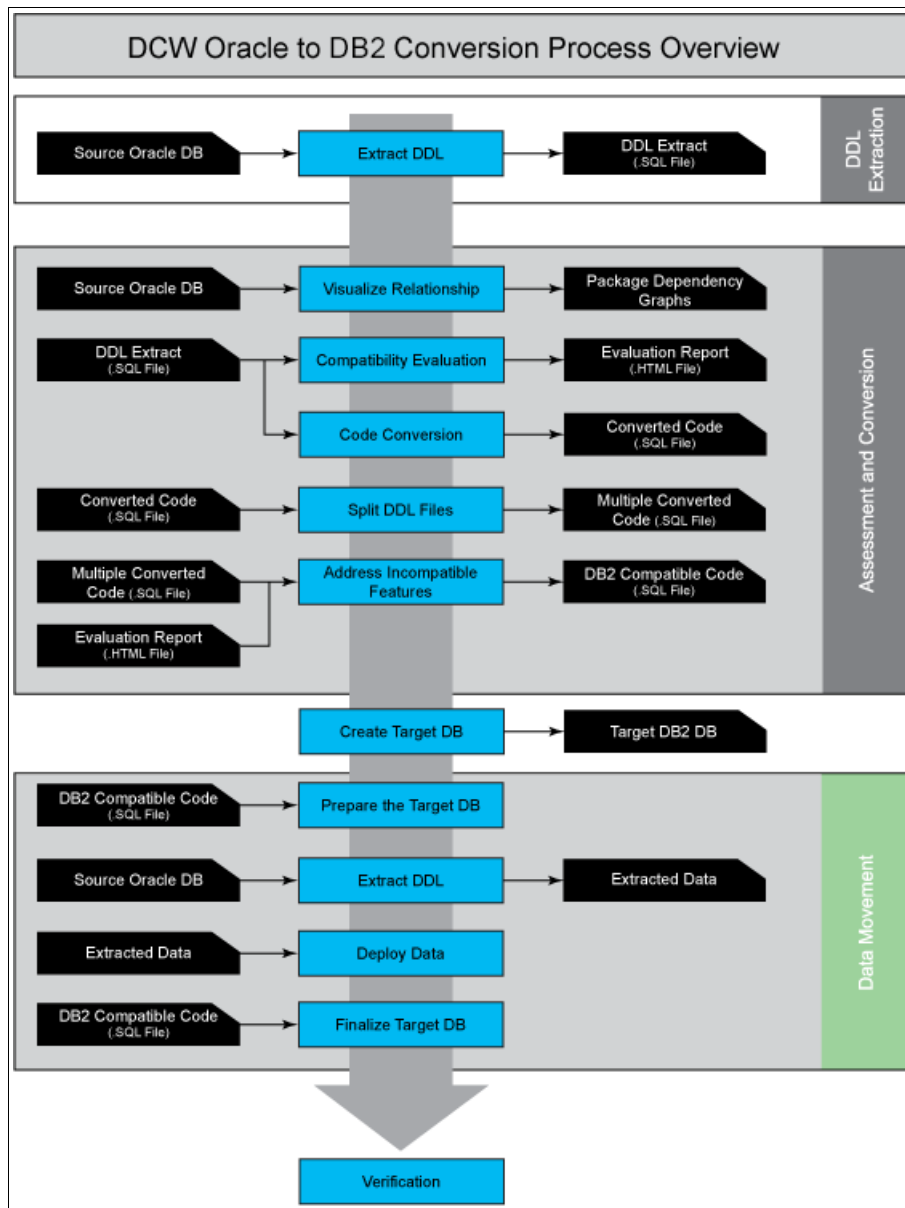 DCW Oracle to DB2 Conversion Process Overview
Source Oracle DB
Extract DDL
DDL Extract
(.SQL File)
DDL
Extraction
Source Oracle DB
Visualize Relationship
Package Dependency
Graphs
DDL Extract
(.SQL File)
Compatibility Evaluation
Evaluation Report
(.HTML File)
Code Conversion
Converted Code
(.SQL File)
Converted Code
(.SQL File)
Split DDL Files
Multiple Converted
Code (.SQL File)
Multiple Converted
Code (.SQL File)
Address Incompatible
Features
DB2 Compatible Code
(.SQL File)
Evaluation Report
(.HTML File)
Assessment and Conversion
Create Target DB
Target DB2 DB
DB2 Compatible Code
(.SQL File)
Prepare the Target DB
Source Oracle DB
Extract DDL
Extracted Data
Extracted Data
Deploy Data
DB2 Compatible Code
(.SQL File)
Finalize Target DB
Data Movement
Verification